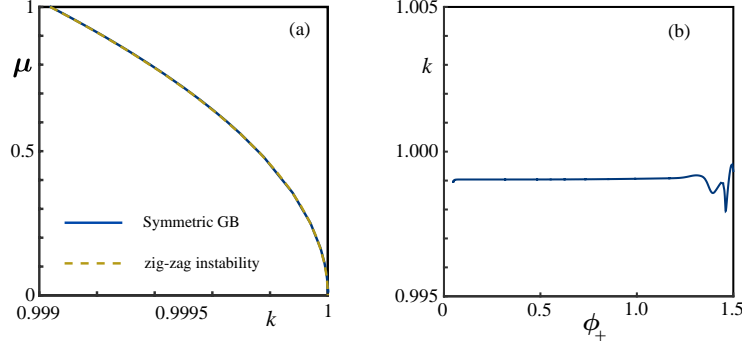 1
(a)
μ
0.5
Symmetric GB
zig-zag instability
0
0.999
0.9995
k
1
1.005
(b)
k
1.000
0.995
0
0.5
1.0
1.5
ϕ+